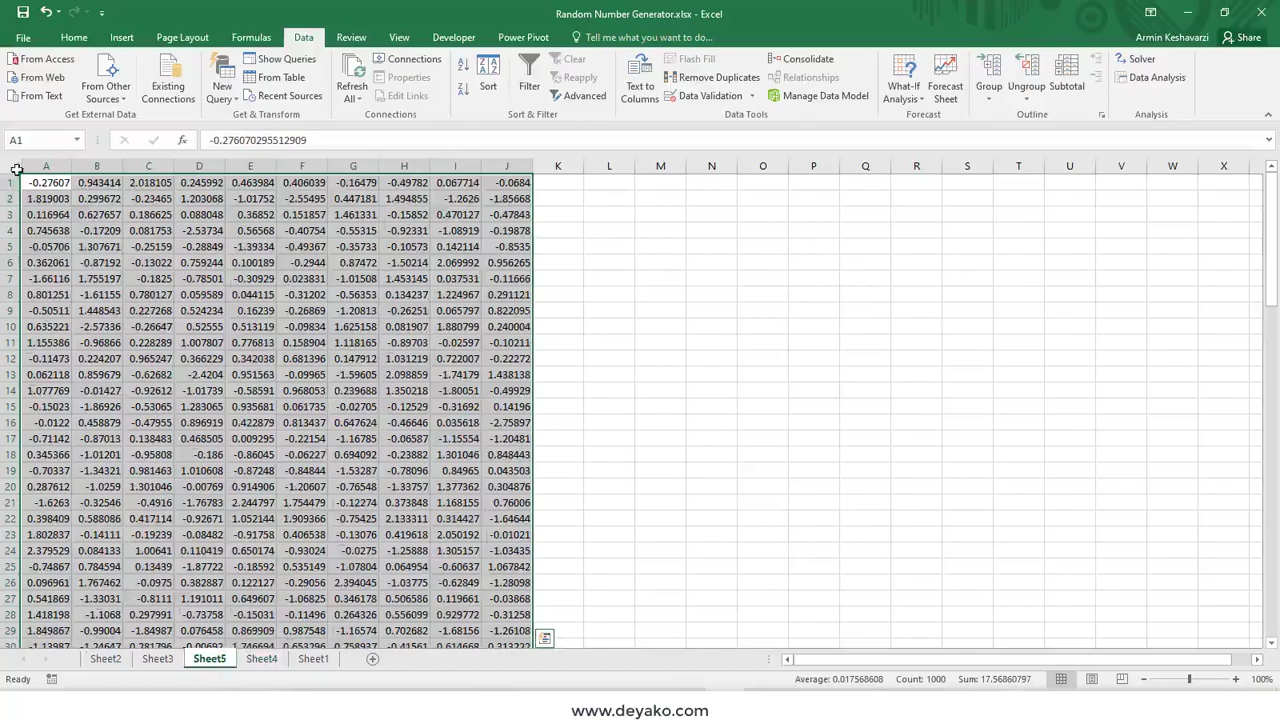 Random Number Generator.xlsx - Excel
File Home Insert Page Layout Formulas Data Review View Developer Power Pivot Tell me what you want to do... Armin Keshavarzi Share
From Access From Web From Text From Other Sources Existing Connections New Query Show Queries From Table Recent Sources Refresh All Connections Properties Edit Links Sort Filter Clear Reapply Advanced Text to Columns Flash Fill Remove Duplicates Data Validation Consolidate Relationships Manage Data Model What-If Analysis Forecast Sheet Group Ungroup Subtotal Solver Data Analysis
Get External Data Get & Transform Connections Sort & Filter Data Tools Forecast Outline Analysis
A1 fx -0.276070295512909
A B C D E F G H I J K L M N O P Q R S T U V W X
1 -0.27607 0.943414 2.018105 0.245992 0.463984 0.406039 -0.16479 -0.49782 0.067714 -0.0684
2 1.819003 0.299672 -0.23465 1.203068 -1.01752 -2.55495 0.447181 1.494855 -1.2626 -1.85668
3 0.116964 0.627657 0.186625 0.088048 0.36852 0.151857 1.461331 -0.15852 0.470127 -0.47843
4 0.745638 -0.17209 0.081753 -2.53734 0.56568 -0.40754 -0.55315 -0.92331 -1.08919 -0.19878
5 -0.05706 1.307671 -0.25159 -0.28849 -1.39334 -0.49367 -0.35733 -0.10573 0.142114 -0.8535
6 0.362061 -0.87192 -0.13022 0.759244 0.100189 -0.2944 0.87472 -1.50214 2.069992 0.956265
7 -1.66116 1.755197 -0.1825 -0.78501 -0.30929 0.023831 -1.01508 1.453145 0.037531 -0.11666
8 0.801251 -1.61155 0.780127 0.059589 0.044115 -0.31202 -0.56353 0.134237 1.224967 0.291121
9 -0.50511 1.448543 0.227268 0.524234 0.16239 -0.26869 -1.20813 -0.26251 0.065797 0.822095
10 0.635221 -2.57336 -0.26647 0.52555 0.513119 -0.09834 1.625158 0.081907 1.880799 0.240004
11 1.155386 -0.96866 0.228289 1.007807 0.776813 0.158904 1.118165 -0.89703 -0.02597 -0.10211
12 -0.11473 0.224207 0.965247 0.366229 0.342038 0.681396 0.147912 1.031219 0.722007 -0.22272
13 0.062118 0.859679 -0.62682 -2.4204 0.951563 -0.09965 -1.59605 2.098859 -1.74179 1.438138
14 1.077769 -0.01427 -0.92612 -1.01739 -0.58591 0.968053 0.239688 1.350218 -1.80051 -0.49929
15 -0.15023 -1.86926 -0.53065 1.283065 0.935681 0.061735 -0.02705 -0.12529 -0.31692 0.14196
16 -0.0122 0.458879 -0.47955 0.896919 0.422879 0.813437 0.647624 -0.46646 0.035618 -2.75897
17 -0.71142 -0.87013 0.138483 0.468505 0.009295 -0.22154 -1.16785 -0.06587 -1.15554 -1.20481
18 0.345366 -1.01201 -0.95808 -0.186 -0.86045 -0.06227 0.694092 -0.23882 1.301046 0.848443
19 -0.70337 -1.34321 0.981463 1.010608 -0.87248 -0.84844 -1.53287 -0.78096 0.84965 0.043503
20 0.287612 -1.0259 1.301046 -0.00769 0.914906 -1.20607 -0.76548 -1.33757 1.377362 0.304876
21 -1.6263 -0.32546 -0.4916 -1.76783 2.244797 1.754479 -0.12274 0.373848 1.168155 0.76006
22 0.398409 0.588086 0.417114 -0.92671 1.052144 1.909366 -0.75425 2.133311 0.314427 -1.64644
23 1.802837 -0.14111 -0.19239 -0.08482 -0.91758 0.406538 -0.13076 0.419618 2.050192 -0.01021
24 2.379529 0.084133 1.00641 0.110419 0.650174 -0.93024 -0.0275 -1.25888 1.305157 -1.03435
25 -0.74867 0.784594 0.13439 -1.87722 -0.18592 0.535149 -1.07804 0.064954 -0.60637 1.067842
26 0.096961 1.767462 -0.0975 0.382887 0.122127 -0.29056 2.394045 -1.03775 -0.62849 -1.28098
27 0.541869 -1.33031 -0.8111 1.191011 0.649607 -1.06825 0.348178 0.506586 0.119661 -0.03868
28 1.418198 -1.1068 0.297991 -0.73758 -0.15031 -0.11496 0.264326 0.556099 0.929772 -0.31258
29 1.849867 -0.99004 -1.84987 0.076458 0.869909 0.987548 -1.16574 0.702682 -1.68156 -1.26108
30 -1.13987 -1.24647 0.281796 -0.00692 1.746694 0.653296 0.758937 -0.41561 0.614668 0.313222
Sheet2 Sheet3 Sheet5 Sheet4 Sheet1
Ready Average: 0.017568608 Count: 1000 Sum: 17.56860797 100%
www.deyako.com